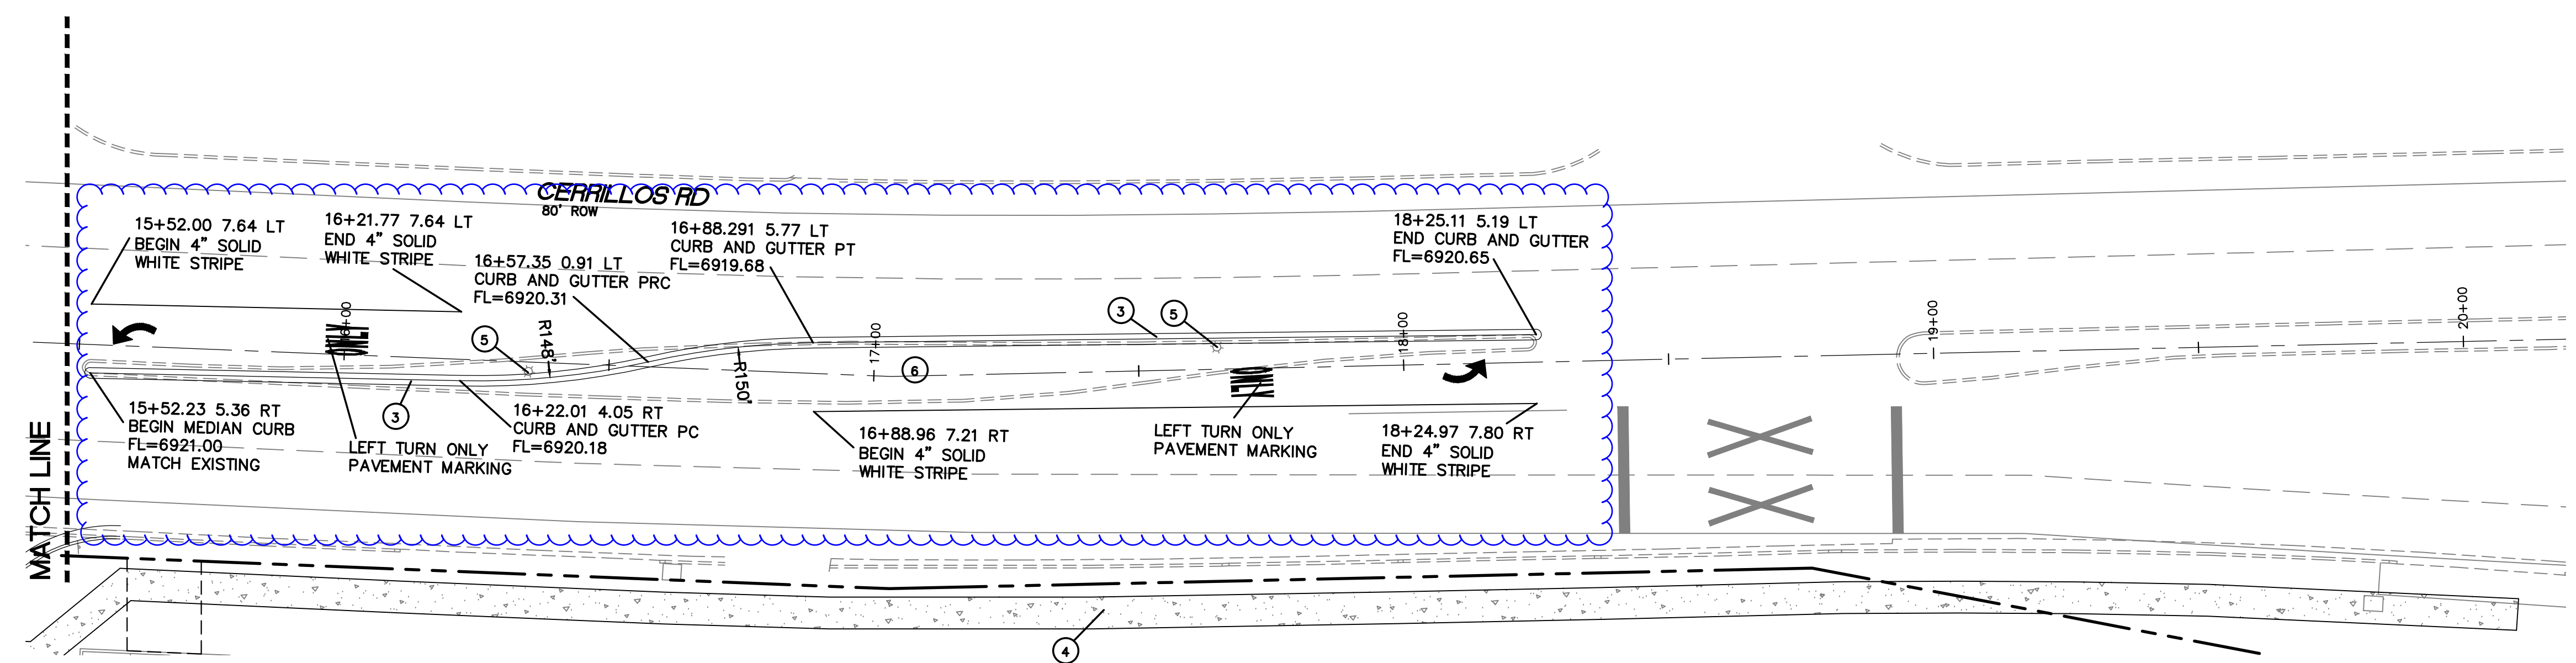 CERRILLOS RD
80' ROW
15+52.00 7.64 LT
BEGIN 4" SOLID
WHITE STRIPE
16+21.77 7.64 LT
END 4" SOLID
WHITE STRIPE
16+57.35 0.91 LT
CURB AND GUTTER PRC
FL=6920.31
16+88.291 5.77 LT
CURB AND GUTTER PT
FL=6919.68
18+25.11 5.19 LT
END CURB AND GUTTER
FL=6920.65
16+00
17+00
18+00
19+00
20+00
R148'
R150'
5
3
5
6
3
15+52.23 5.36 RT
BEGIN MEDIAN CURB
FL=6921.00
MATCH EXISTING
LEFT TURN ONLY
PAVEMENT MARKING
16+22.01 4.05 RT
CURB AND GUTTER PC
FL=6920.18
16+88.96 7.21 RT
BEGIN 4" SOLID
WHITE STRIPE
LEFT TURN ONLY
PAVEMENT MARKING
18+24.97 7.80 RT
END 4" SOLID
WHITE STRIPE
MATCH LINE
4